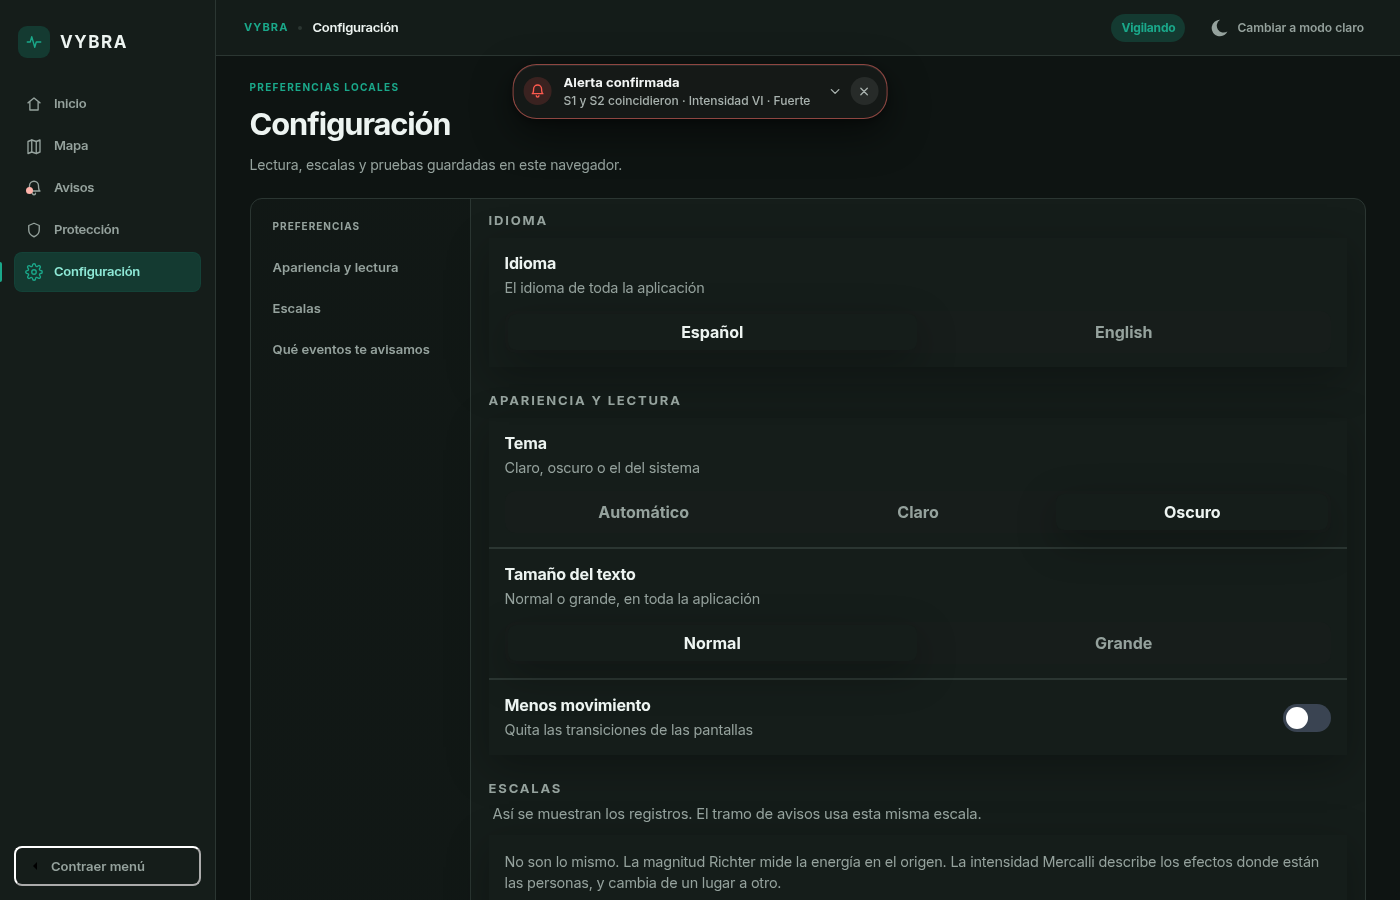 VYBRA
Inicio
Mapa
Avisos
Protección
Configuración
Contraer menú
VYBRA • Configuración
Vigilando
Cambiar a modo claro
Alerta confirmada
S1 y S2 coincidieron · Intensidad VI · Fuerte
PREFERENCIAS LOCALES
Configuración
Lectura, escalas y pruebas guardadas en este navegador.
PREFERENCIAS
Apariencia y lectura
Escalas
Qué eventos te avisamos
IDIOMA
Idioma
El idioma de toda la aplicación
Español
English
APARIENCIA Y LECTURA
Tema
Claro, oscuro o el del sistema
Automático
Claro
Oscuro
Tamaño del texto
Normal o grande, en toda la aplicación
Normal
Grande
Menos movimiento
Quita las transiciones de las pantallas
ESCALAS
Así se muestran los registros. El tramo de avisos usa esta misma escala.
No son lo mismo. La magnitud Richter mide la energía en el origen. La intensidad Mercalli describe los efectos donde están
las personas, y cambia de un lugar a otro.